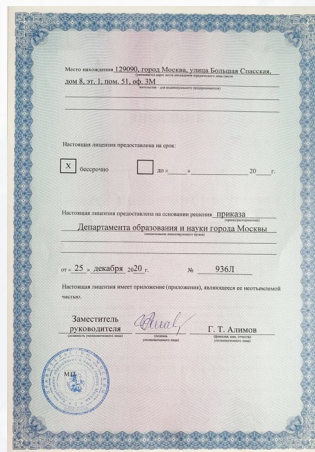 Место нахождения 129090, город Москва, улица Большая Спасская,
дом 8, эт. 1, пом. 51, оф. 3М
Настоящая лицензия предоставлена на срок:
X бессрочно до « » 20 г.
Настоящая лицензия предоставлена на основании решения приказа
Департамента образования и науки города Москвы
от « 25 » декабря 2020 г. № 936Л
Настоящая лицензия имеет приложение (приложения), являющееся ее неотъемлемой
частью.
Заместитель
руководителя
Г. Т. Алимов
М.П.